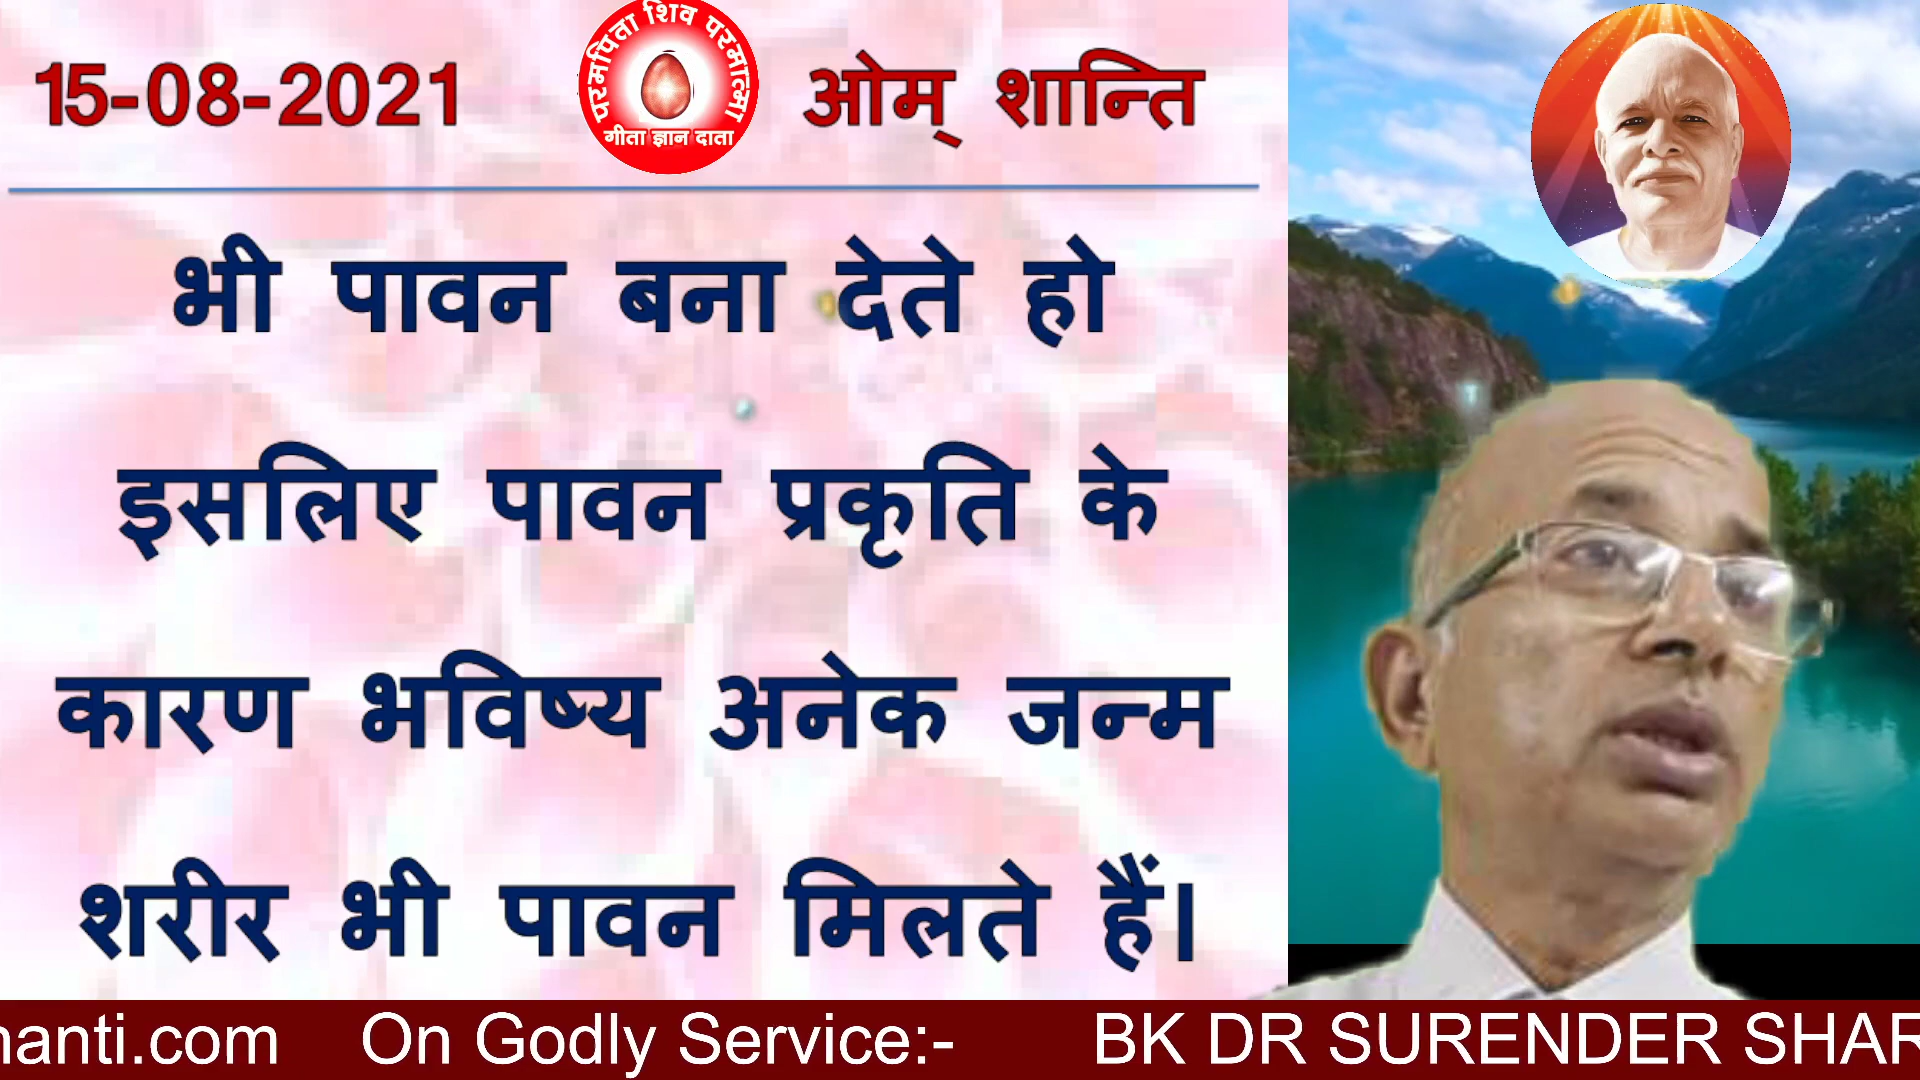 15-08-2021
परमपिता शिव परमात्मा
गीता ज्ञान दाता
ओम् शान्ति
भी पावन बना देते हो
इसलिए पावन प्रकृति के
कारण भविष्य अनेक जन्म
शरीर भी पावन मिलते हैं।
hanti.com On Godly Service:- BK DR SURENDER SHAR